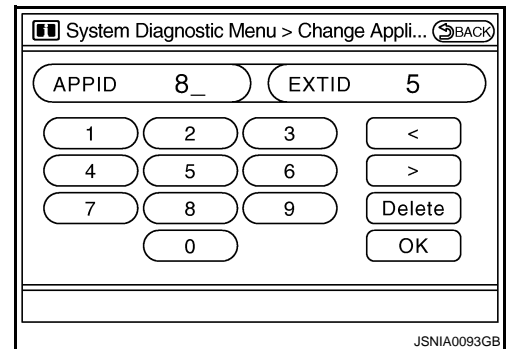 System Diagnostic Menu > Change Appli... BACK
APPID 8_ EXTID 5
1 2 3 <
4 5 6 >
7 8 9 Delete
0 OK
JSNIA0093GB